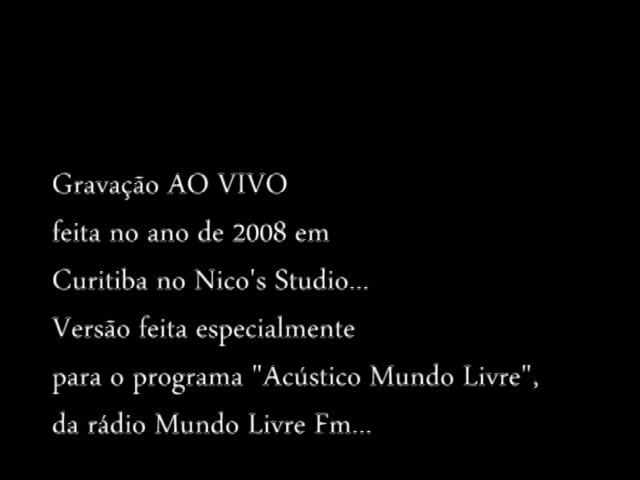 Gravação AO VIVO
feita no ano de 2008 em
Curitiba no Nico's Studio...
Versão feita especialmente
para o programa "Acústico Mundo Livre",
da rádio Mundo Livre Fm...